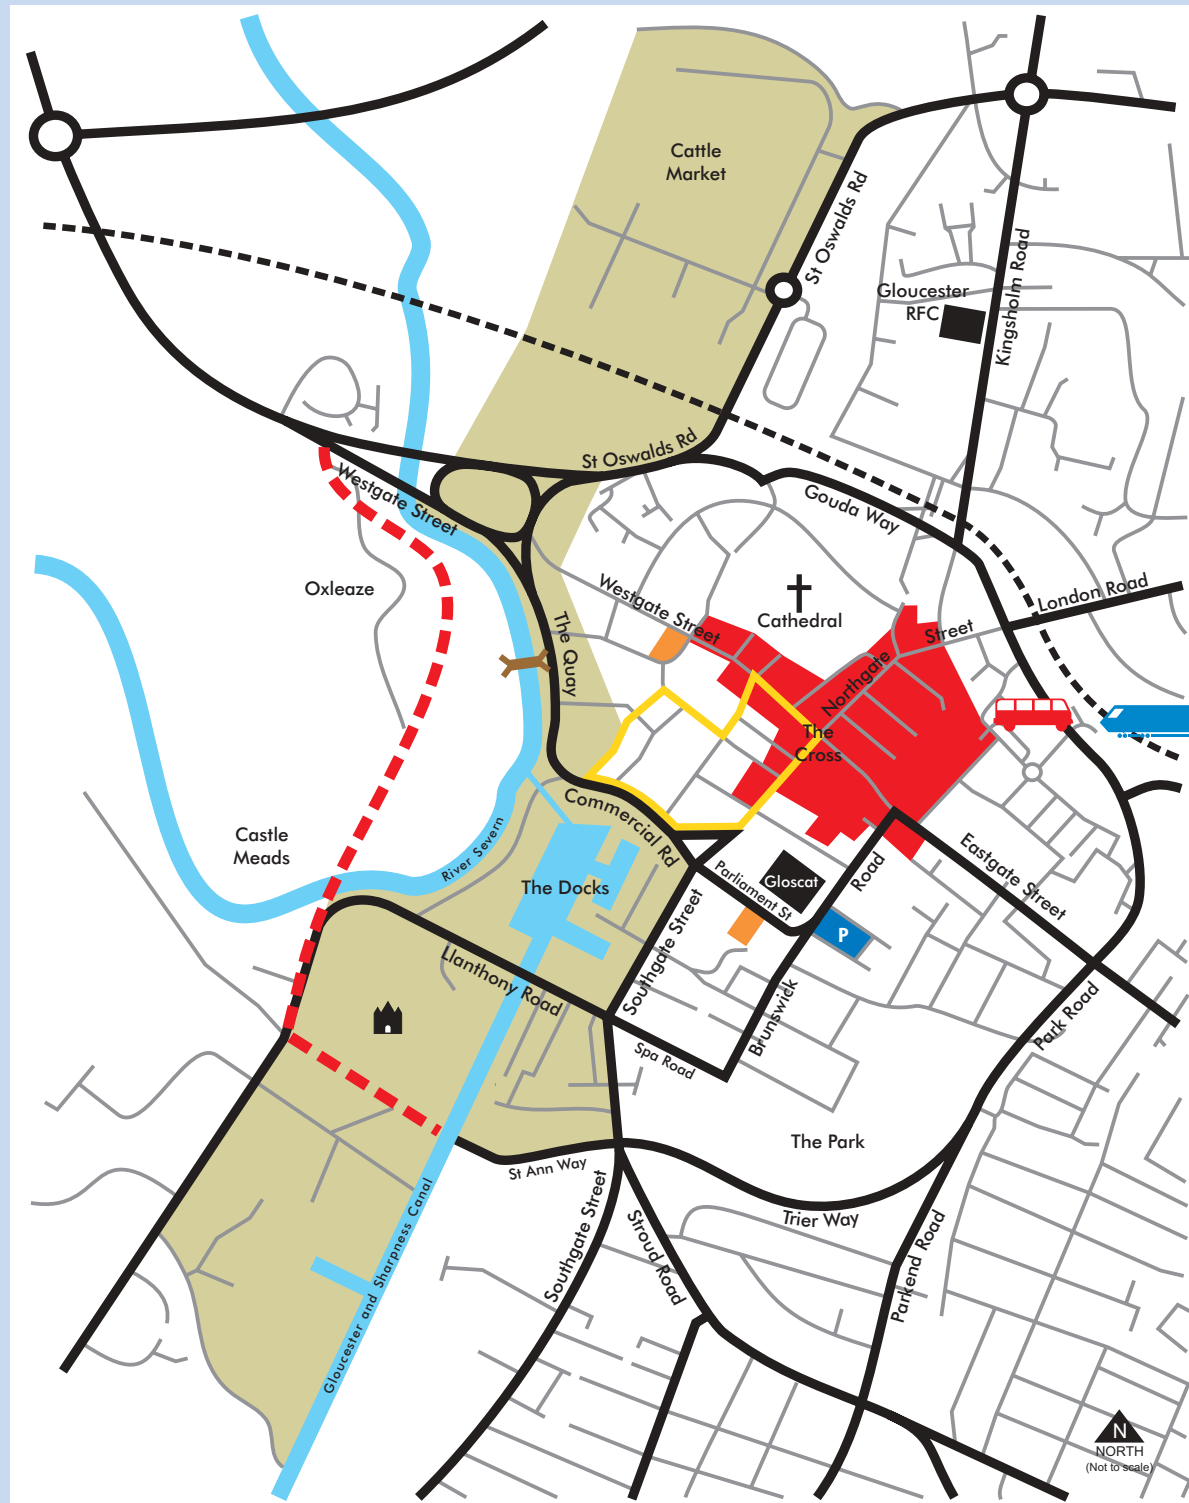 Cattle
Market
St Oswalds Rd
Gloucester
RFC
Kingsholm Road
St Oswalds Rd
Westgate Street
Gouda Way
Oxleaze
Westgate Street
Cathedral
London Road
Street
Northgate
The Quay
The
Cross
Commercial Rd
Castle
Meads
River Severn
The Docks
Parliament St
Gloscat
Road
Eastgate Street
P
Southgate Street
Llanthony Road
Brunswick
Spa Road
Park Road
The Park
St Ann Way
Trier Way
Southgate Street
Stroud Road
Parkend Road
Gloucester and Sharpness Canal
N
NORTH
(Not to scale)